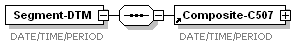 Segment-DTM
Composite-C507
DATE/TIME/PERIOD
DATE/TIME/PERIOD